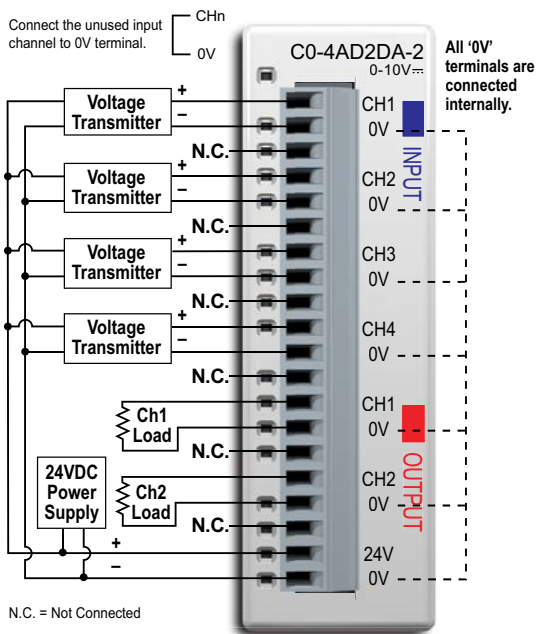 Connect the unused input
channel to 0V terminal.
CHn
0V
C0-4AD2DA-2
0-10V⎓
All ‘0V’
terminals are
connected
internally.
Voltage
Transmitter
+
–
N.C.
CH1
0V
INPUT
Voltage
Transmitter
+
–
N.C.
CH2
0V
Voltage
Transmitter
+
–
N.C.
CH3
0V
Voltage
Transmitter
+
–
N.C.
CH4
0V
Ch1
Load
N.C.
CH1
0V
OUTPUT
24VDC
Power
Supply
Ch2
Load
N.C.
CH2
0V
+
–
24V
0V
N.C. = Not Connected